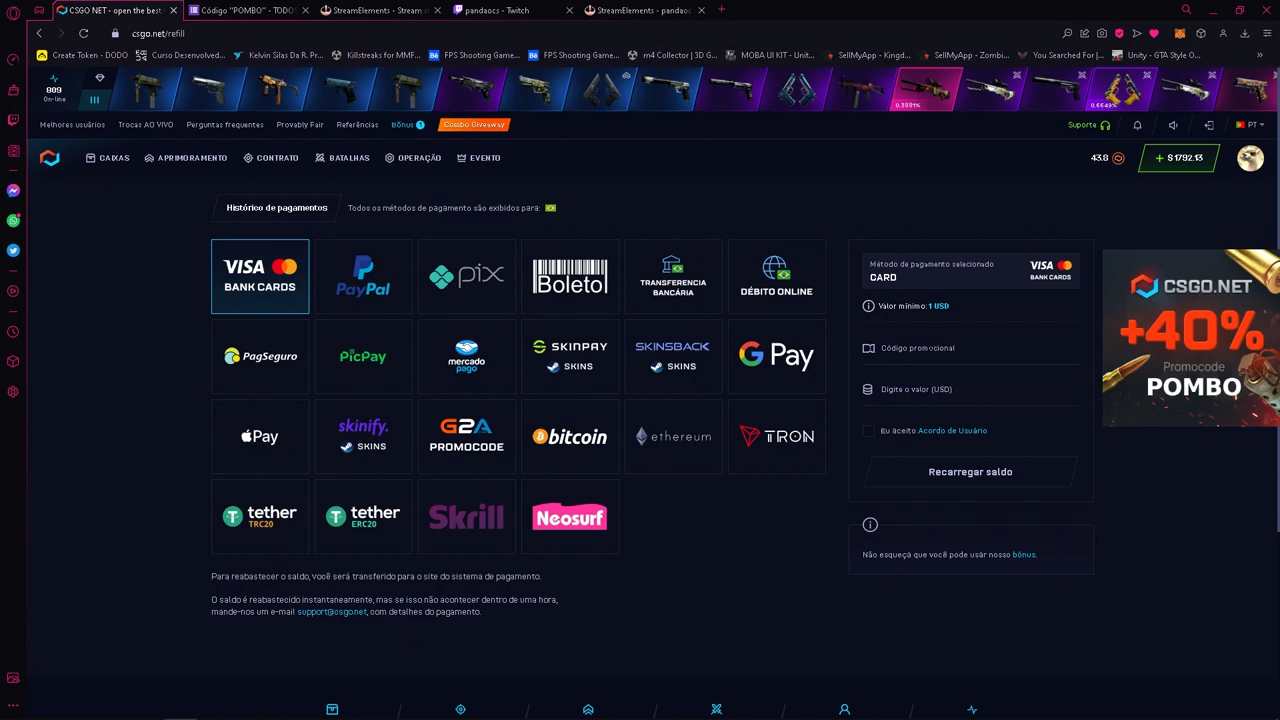 CSGO.NET - open the best
Código "POMBO" - TODOS
StreamElements - Stream s
pandaocs - Twitch
StreamElements - pandaoc
csgo.net/refill
Create Token - DODO
Curso Desenvolved...
Kelvin Silas Da R. Pr...
Killstreaks for MMF...
FPS Shooting Game...
FPS Shooting Game...
m4 Collector | 3D G...
MOBA UI KIT - Unit...
SellMyApp - Kingd...
SellMyApp - Zombi...
You Searched For |...
Unity - GTA Style O...
809
On-line
0.3881%
0.6649%
Melhores usuários
Trocas AO VIVO
Perguntas frequentes
Provably Fair
Referências
Bônus
Combo Giveaway
Suporte
PT
CAIXAS
APRIMORAMENTO
CONTRATO
BATALHAS
OPERAÇÃO
EVENTO
43.8
+ $ 1792.13
Histórico de pagamentos
Todos os métodos de pagamento são exibidos para:
VISA
BANK CARDS
PayPal
pix
Boleto
TRANSFERENCIA
BANCÁRIA
DÉBITO ONLINE
PagSeguro
PicPay
mercado
pago
SKINPAY
SKINS
SKINSBACK
SKINS
G Pay
Pay
skinify.
SKINS
G2A
PROMOCODE
bitcoin
ethereum
TRON
tether
TRC20
tether
ERC20
Skrill
Neosurf
Para reabastecer o saldo, você será transferido para o site do sistema de pagamento.
O saldo é reabastecido instantaneamente, mas se isso não acontecer dentro de uma hora,
mande-nos um e-mail support@csgo.net, com detalhes do pagamento.
Método de pagamento selecionado
CARD
VISA
BANK CARDS
Valor mínimo: 1 USD
Código promocional
Digite o valor (USD)
Eu aceito Acordo de Usuário
Recarregar saldo
Não esqueça que você pode usar nosso bônus.
CSGO.NET
+40%
Promocode
POMBO